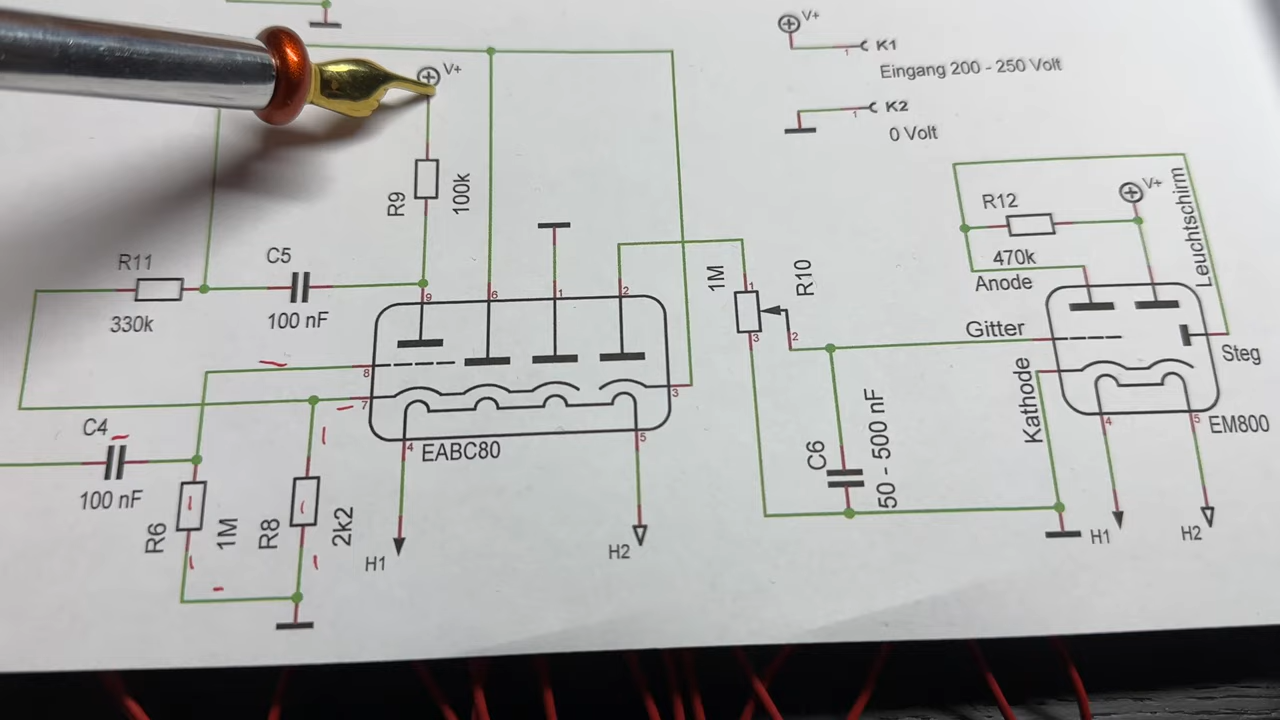 V+
K1
1
Eingang 200 - 250 Volt
K2
1
0 Volt
V+
R9
100k
R11
330k
C5
100 nF
9
6
1
2
8
7
3
4
5
EABC80
C4
100 nF
R6
1M
R8
2k2
H1
H2
1M
R10
1
2
3
C6
50 - 500 nF
R12
470k
V+
Anode
Leuchtschirm
Gitter
Steg
Kathode
4
5
EM800
H1
H2